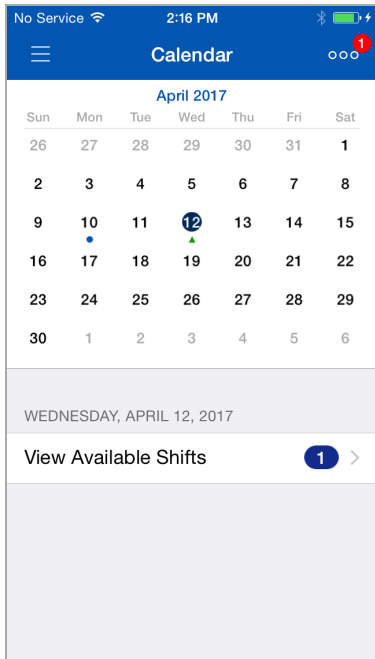 No Service 2:16 PM
Calendar 1
April 2017
Sun Mon Tue Wed Thu Fri Sat
26 27 28 29 30 31 1
2 3 4 5 6 7 8
9 10 11 12 13 14 15
16 17 18 19 20 21 22
23 24 25 26 27 28 29
30 1 2 3 4 5 6
WEDNESDAY, APRIL 12, 2017
View Available Shifts 1